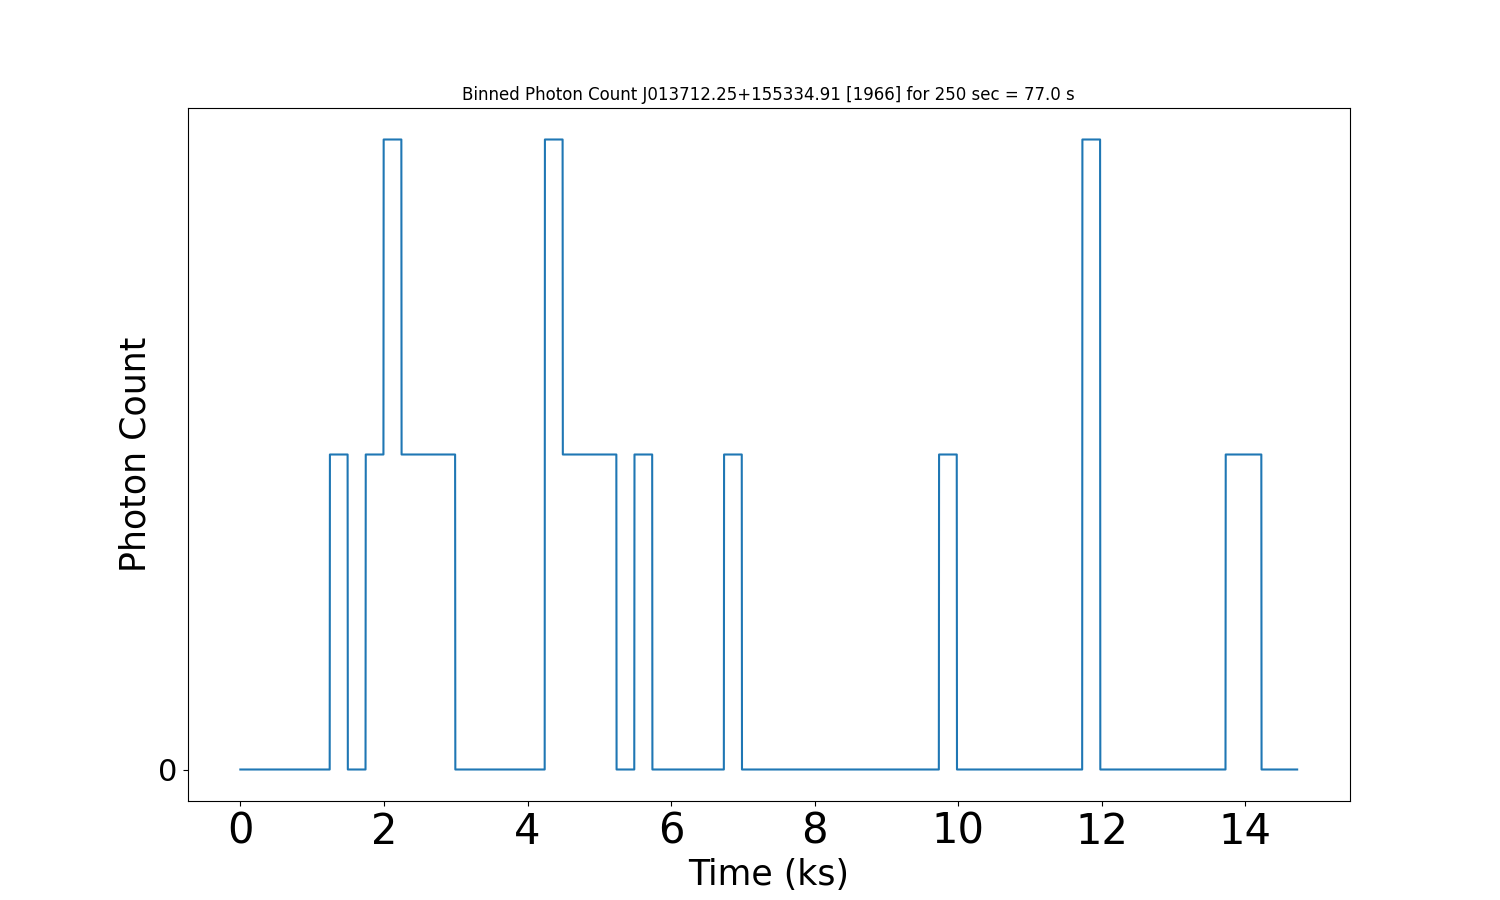 Binned Photon Count J013712.25+155334.91 [1966] for 250 sec = 77.0 s
Photon Count
0
0 2 4 6 8 10 12 14
Time (ks)